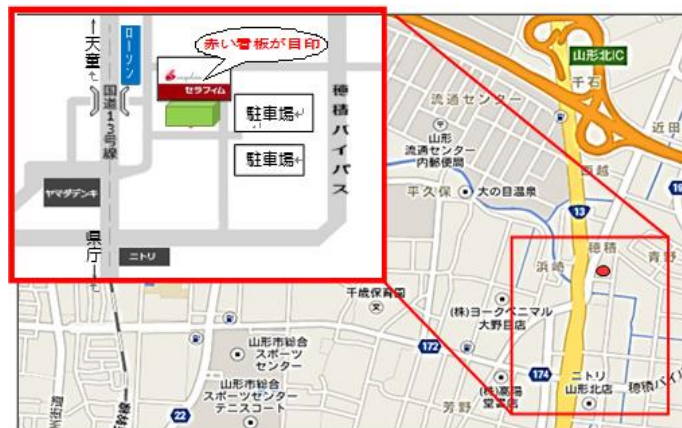 ←天童
ローソン
赤い看板が目印
セラフィム
国道13号線
駐車場
駐車場
穂積バイパス
ヤマダデンキ
県庁→
ニトリ
山形北IC
千石
近田
流通センター
山形
流通センター
内郵便局
平久保
大の目温泉
13
浜崎
穂積
青野
千歳保育園
(株)ヨークベニマル
大野目店
172
山形市総合
スポーツ
センター
174
ニトリ
山形北店
穂積バイ
山形市総合
スポーツセンター
テニスコート
22
芳野